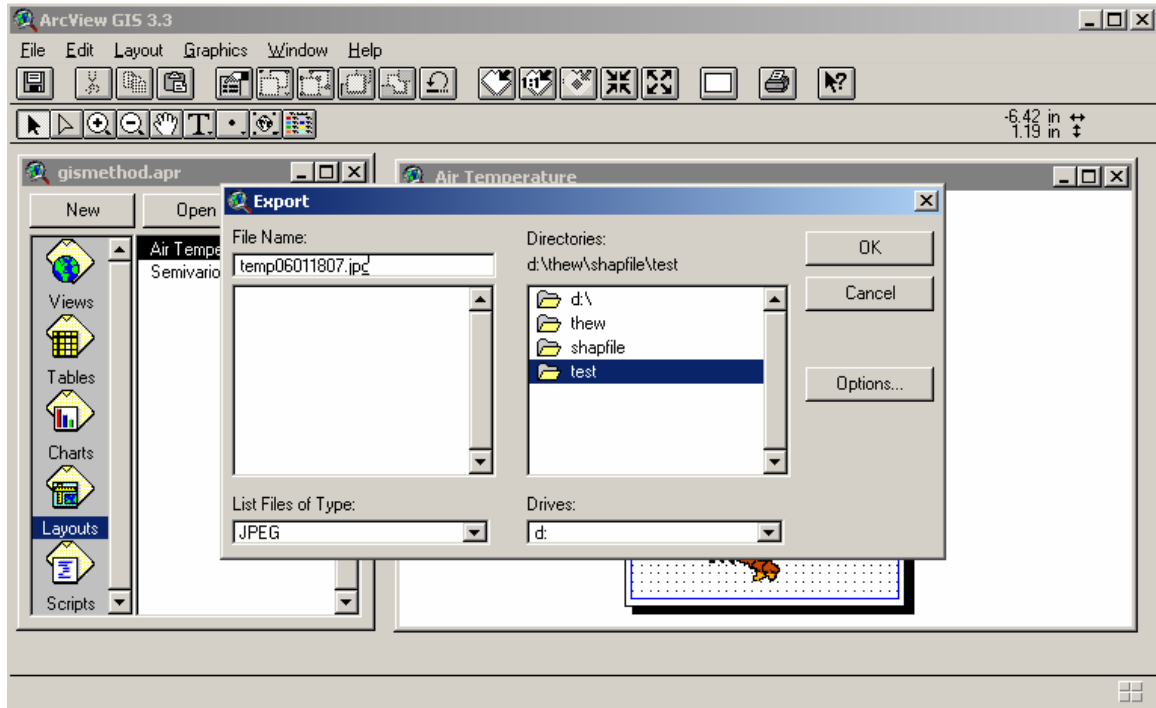 ArcView GIS 3.3
File Edit Layout Graphics Window Help
-6.42 in
1.19 in
gismethod.apr
Air Temperature
New Open
Air Tempe
Semivario
Views
Tables
Charts
Layouts
Scripts
Export
File Name:
temp06011807.jpg
Directories:
d:\thew\shapfile\test
d:\
thew
shapfile
test
OK
Cancel
Options...
List Files of Type:
JPEG
Drives:
d: